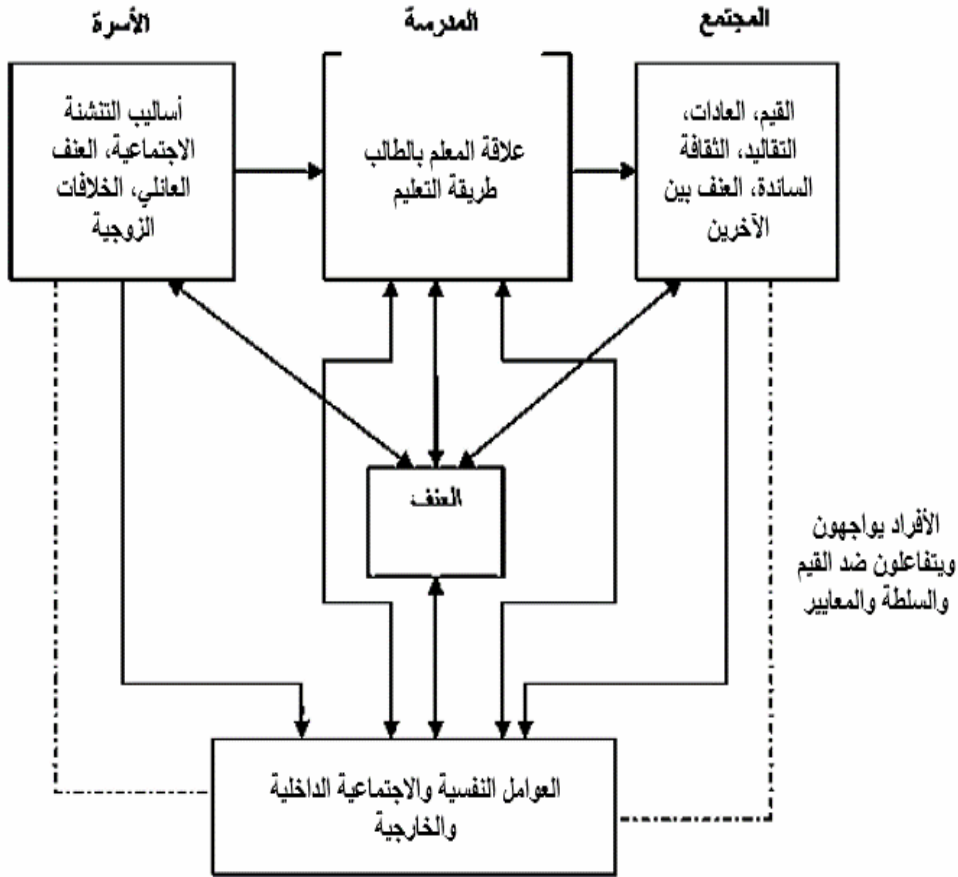 المجتمع
المدرسة
الأسرة
القيم، العادات،
التقاليد، الثقافة
السائدة، العنف بين
الآخرين
علاقة المعلم بالطالب
طريقة التعليم
أساليب التنشئة
الاجتماعية، العنف
العائلي، الخلافات
الزوجية
العنف
الأفراد يواجهون
ويتفاعلون ضد القيم
والسلطة والمعايير
العوامل النفسية والاجتماعية الداخلية
والخارجية